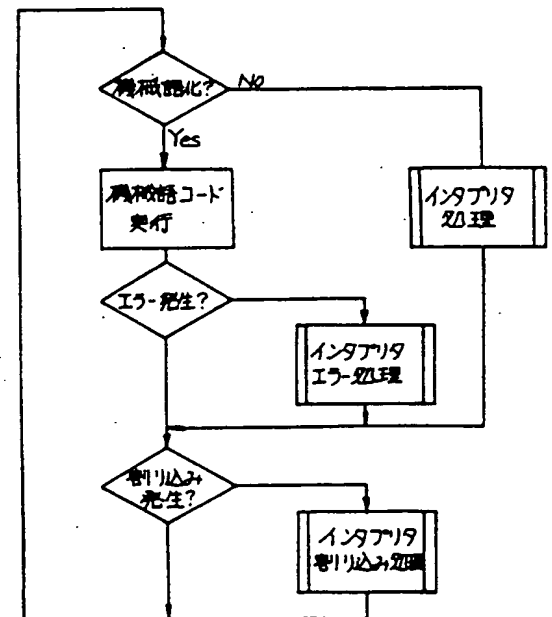 機械語化?
No
Yes
機械語コード
実行
インタプリタ
処理
エラー発生?
インタプリタ
エラー処理
割り込み
発生?
インタプリタ
割り込み処理